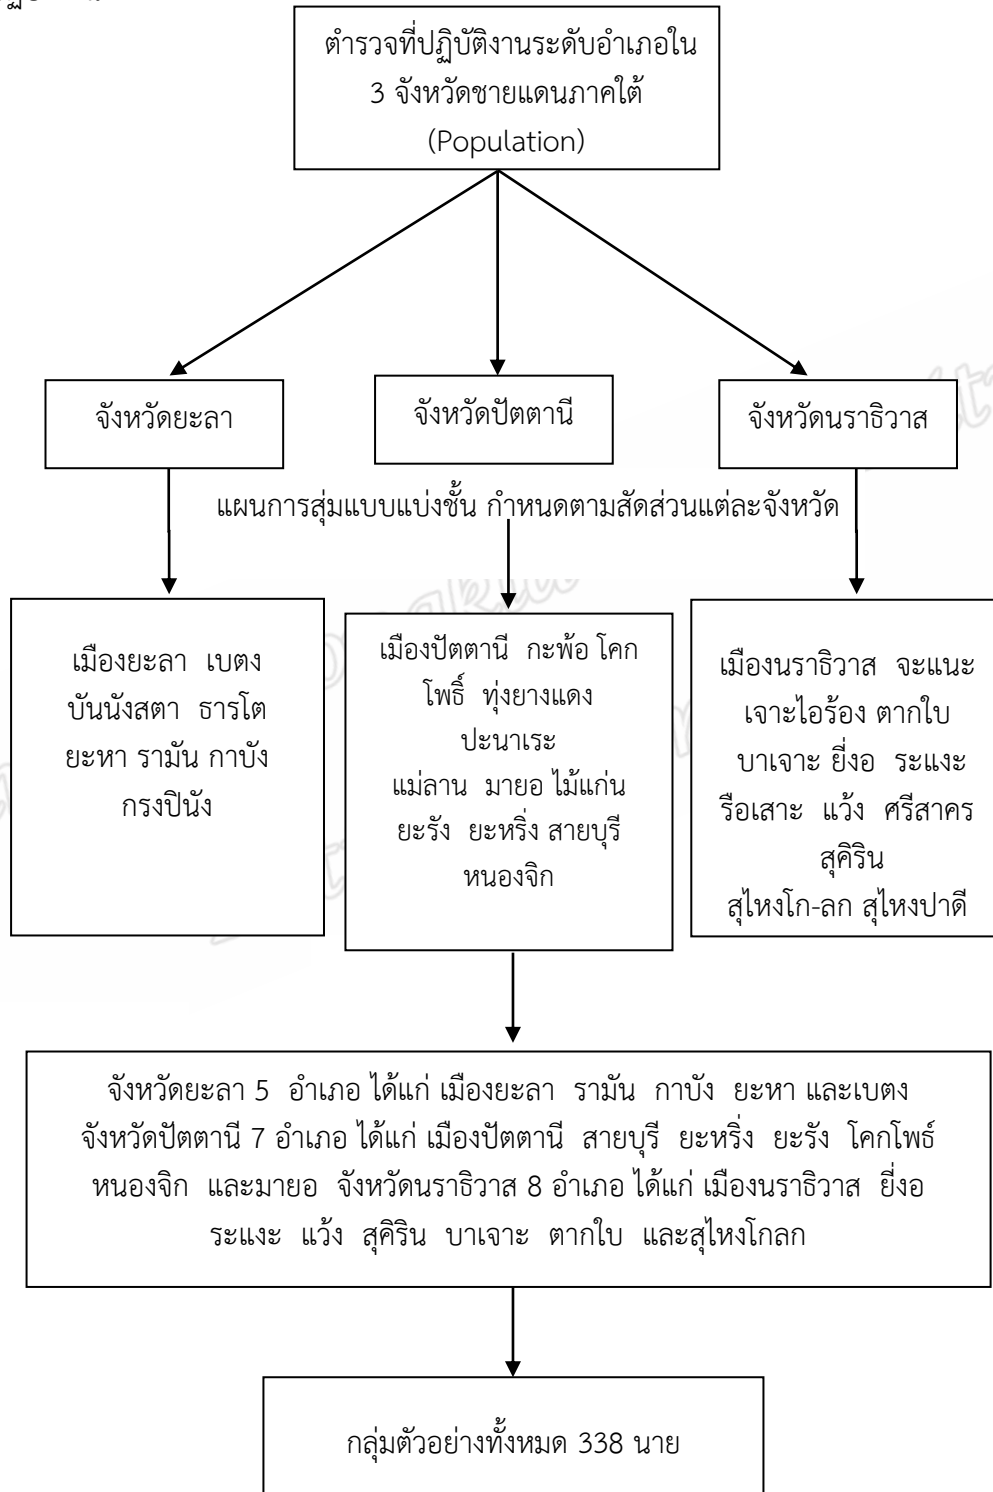 ตำรวจที่ปฏิบัติงานระดับอำเภอใน
3 จังหวัดชายแดนภาคใต้
(Population)
จังหวัดยะลา
จังหวัดปัตตานี
จังหวัดนราธิวาส
แผนการสุ่มแบบแบ่งชั้น กำหนดตามสัดส่วนแต่ละจังหวัด
เมืองยะลา เบตง
บันนังสตา ธารโต
ยะหา รามัน กาบัง
กรงปินัง
เมืองปัตตานี กะพ้อ โคก
โพธิ์ ทุ่งยางแดง
ปะนาเระ
แม่ลาน มายอ ไม้แก่น
ยะรัง ยะหริ่ง สายบุรี
หนองจิก
เมืองนราธิวาส จะแนะ
เจาะไอร้อง ตากใบ
บาเจาะ ยี่งอ ระแงะ
รือเสาะ แว้ง ศรีสาคร
สุคิริน
สุไหงโก-ลก สุไหงปาดี
จังหวัดยะลา 5 อำเภอ ได้แก่ เมืองยะลา รามัน กาบัง ยะหา และเบตง
จังหวัดปัตตานี 7 อำเภอ ได้แก่ เมืองปัตตานี สายบุรี ยะหริ่ง ยะรัง โคกโพธ์
หนองจิก และมายอ จังหวัดนราธิวาส 8 อำเภอ ได้แก่ เมืองนราธิวาส ยี่งอ
ระแงะ แว้ง สุคิริน บาเจาะ ตากใบ และสุไหงโกลก
กลุ่มตัวอย่างทั้งหมด 338 นาย